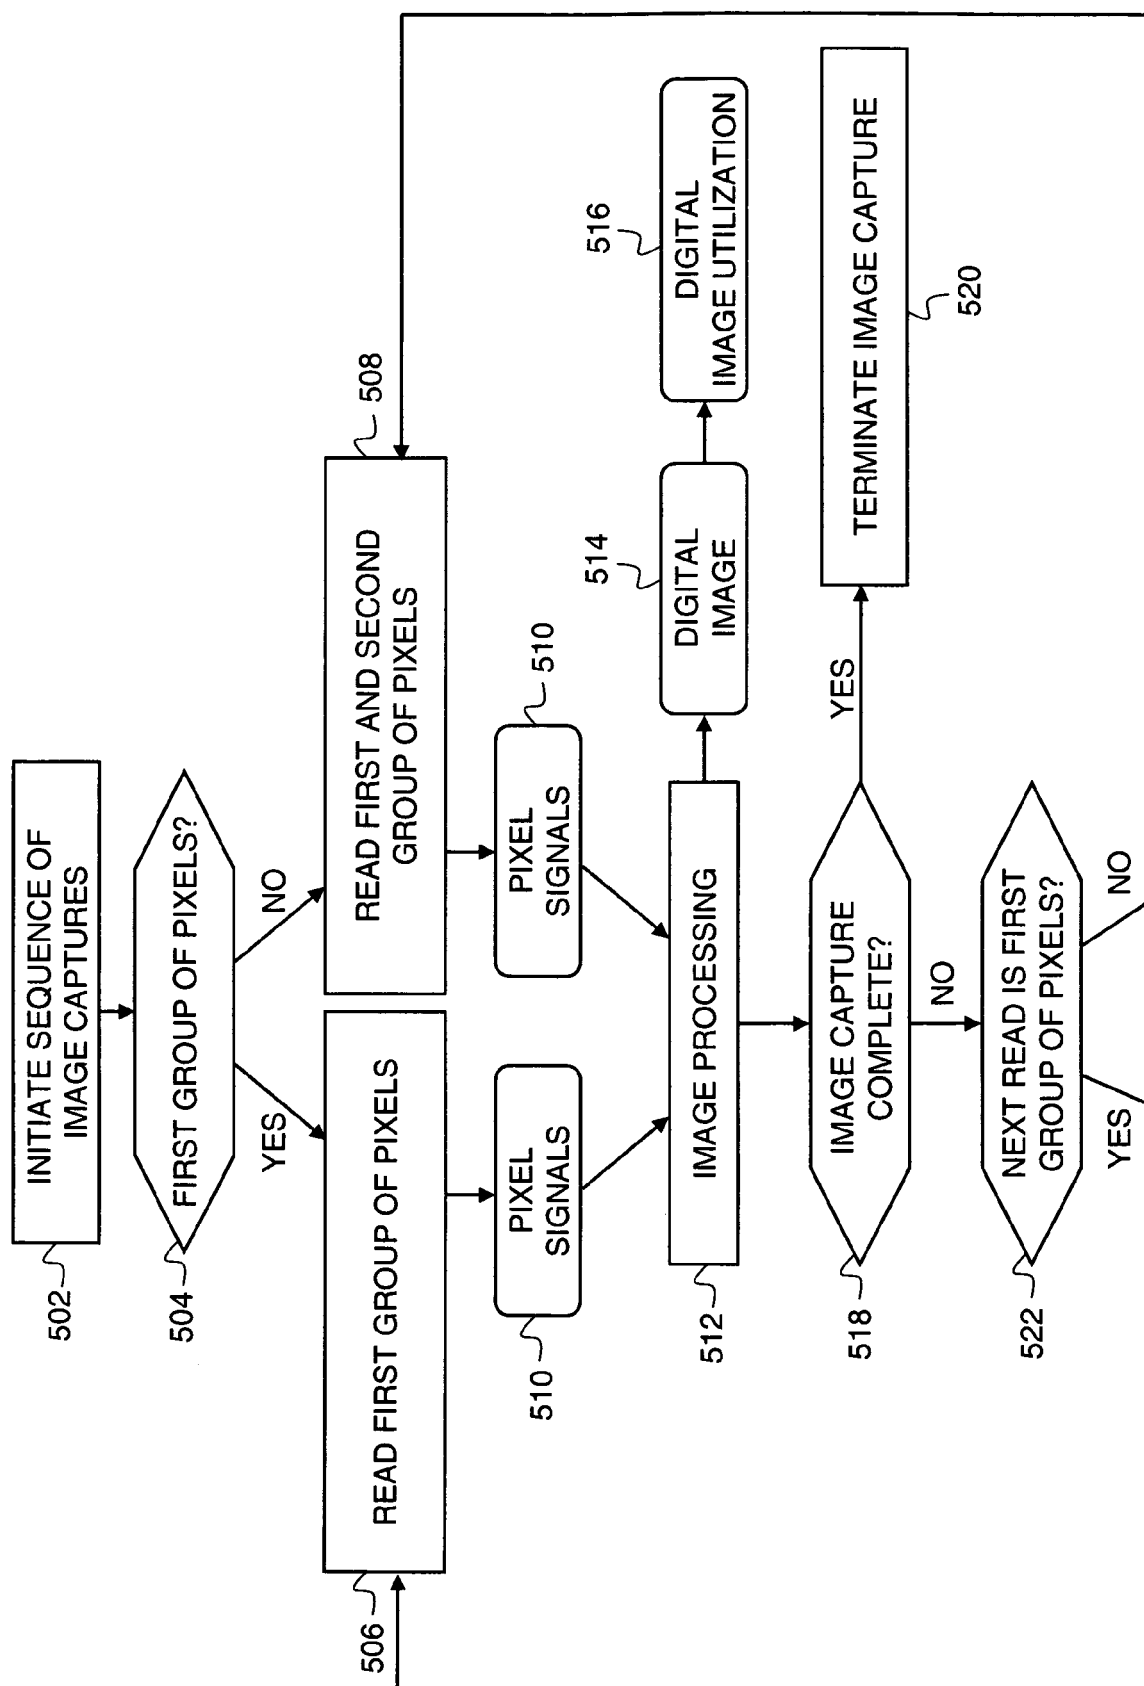 INITIATE SEQUENCE OF
IMAGE CAPTURES
502
FIRST GROUP OF PIXELS?
504
YES
NO
READ FIRST GROUP OF PIXELS
506
READ FIRST AND SECOND
GROUP OF PIXELS
508
PIXEL
SIGNALS
510
PIXEL
SIGNALS
510
IMAGE PROCESSING
512
DIGITAL
IMAGE
514
DIGITAL
IMAGE UTILIZATION
516
IMAGE CAPTURE
COMPLETE?
518
YES
TERMINATE IMAGE CAPTURE
520
NO
NEXT READ IS FIRST
GROUP OF PIXELS?
522
YES
NO